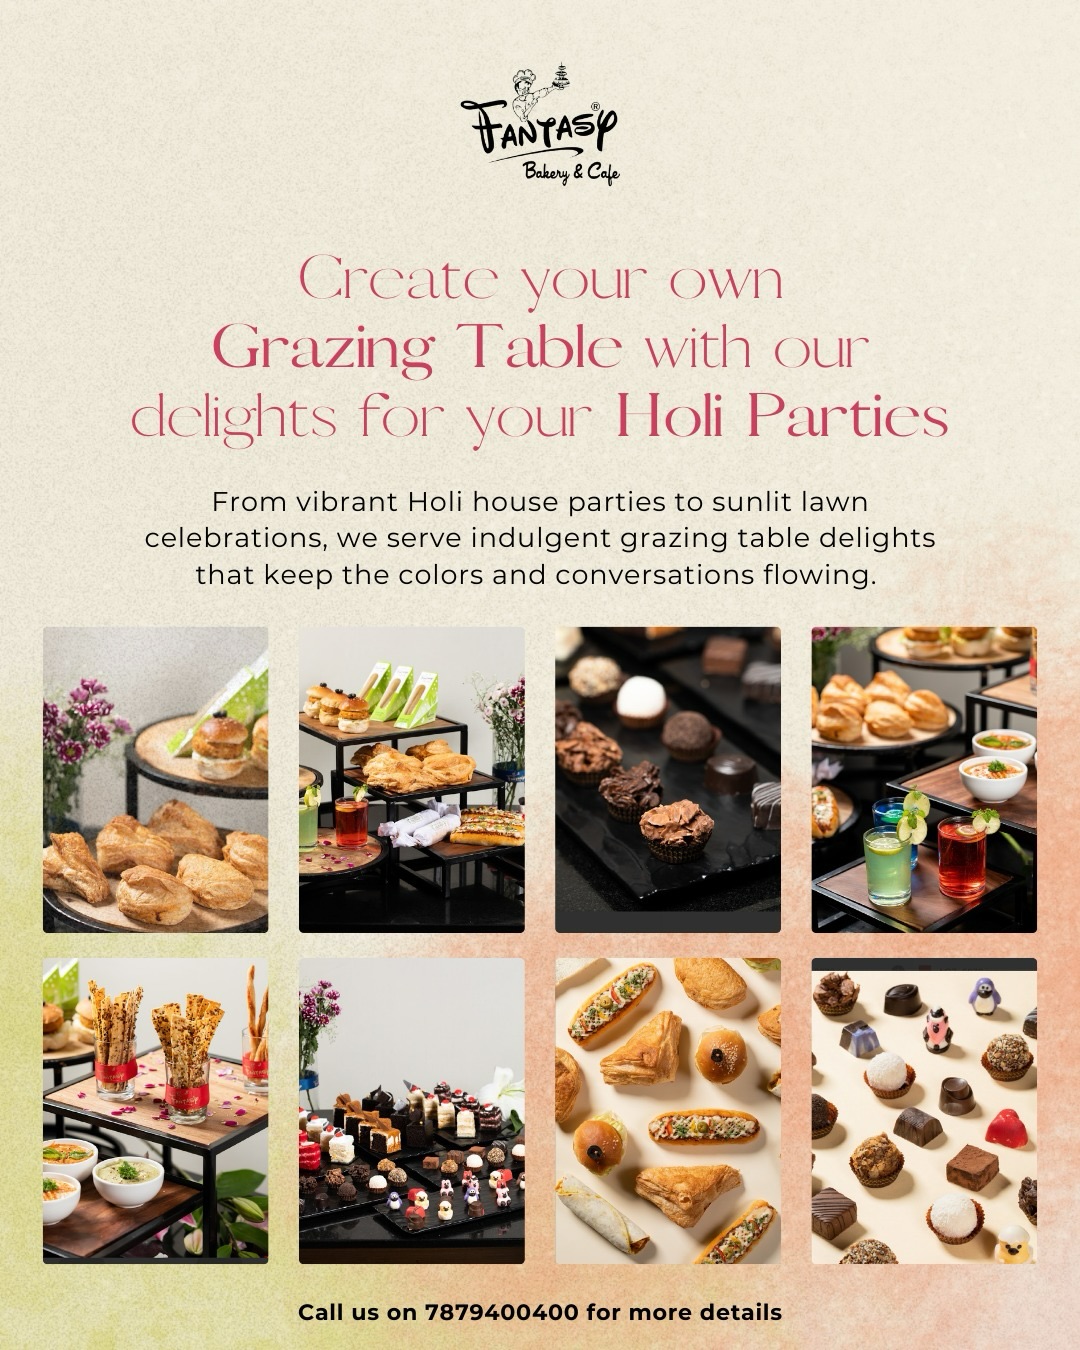 FANTASY®
Bakery & Cafe
Create your own
Grazing Table with our
delights for your Holi Parties
From vibrant Holi house parties to sunlit lawn
celebrations, we serve indulgent grazing table delights
that keep the colors and conversations flowing.
FANTASY
FANTASY
Call us on 7879400400 for more details